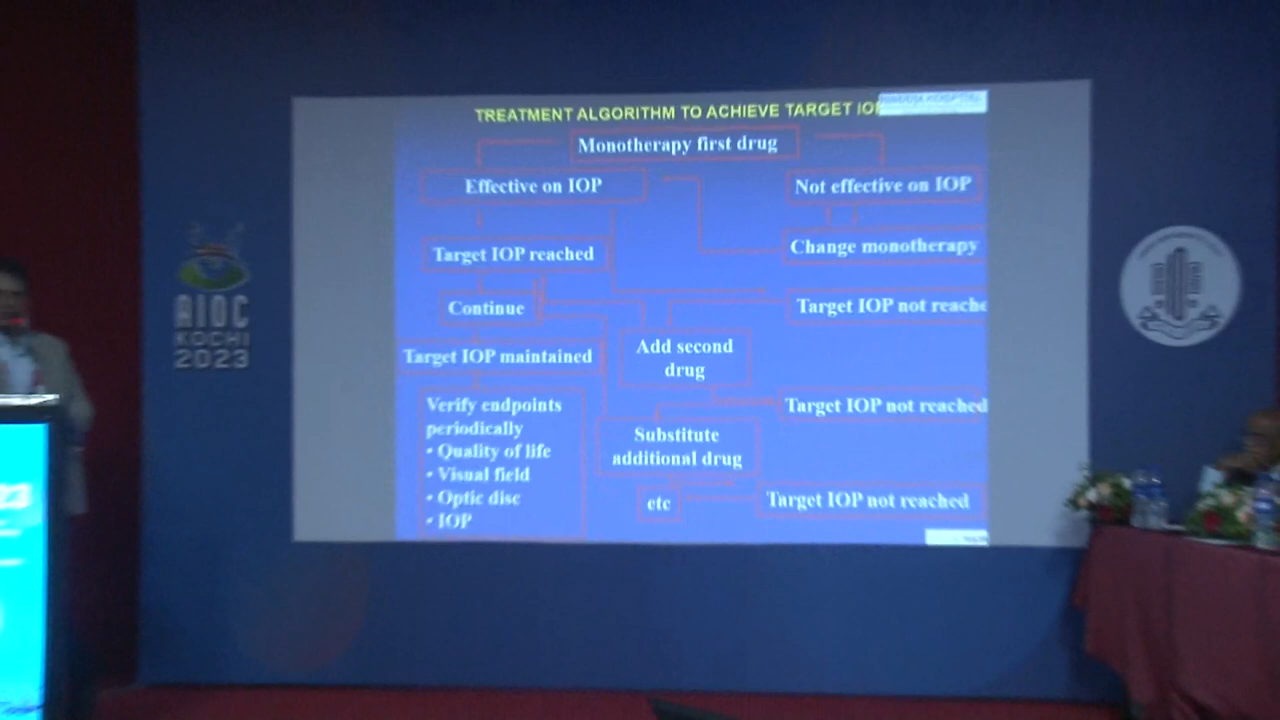 TREATMENT ALGORITHM TO ACHIEVE TARGET IOP
Monotherapy first drug
Effective on IOP
Not effective on IOP
Target IOP reached
Change monotherapy
Continue
Target IOP not reache
Target IOP maintained
Add second
drug
Verify endpoints
periodically
• Quality of life
• Visual field
• Optic disc
• IOP
Target IOP not reached
Substitute
additional drug
etc
Target IOP not reached
AIOC
KOCHI
2023